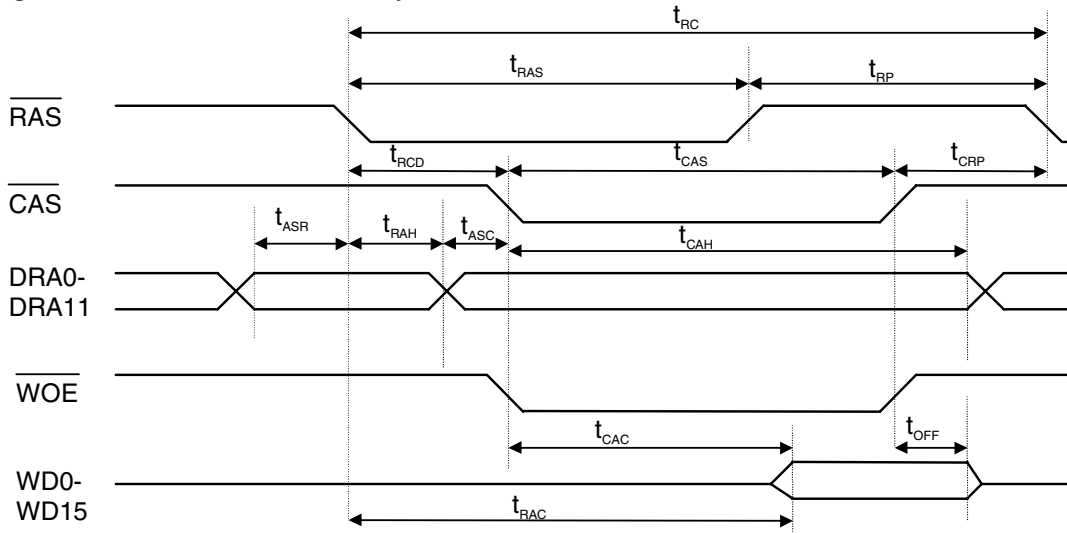 tRC
tRAS
tRP
RAS
tRCD
tCAS
tCRP
CAS
tASR
tRAH
tASC
tCAH
DRA0-
DRA11
WOE
tCAC
tOFF
WD0-
WD15
tRAC